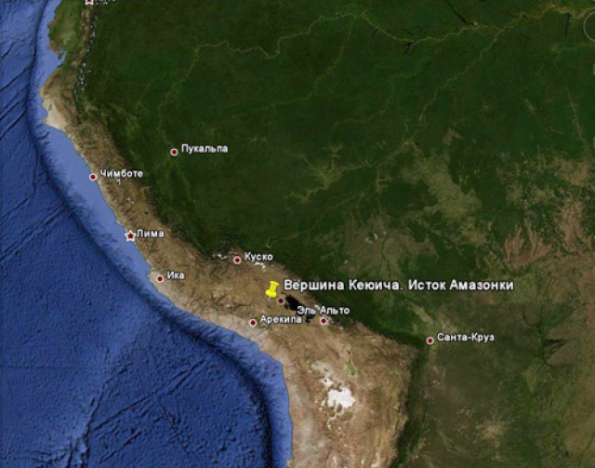 Пукальпа
Чимботе
Лима
Куско
Ика
Вершина Кеюича. Исток Амазонки
Эль Альто
Арекипа
Санта-Круз